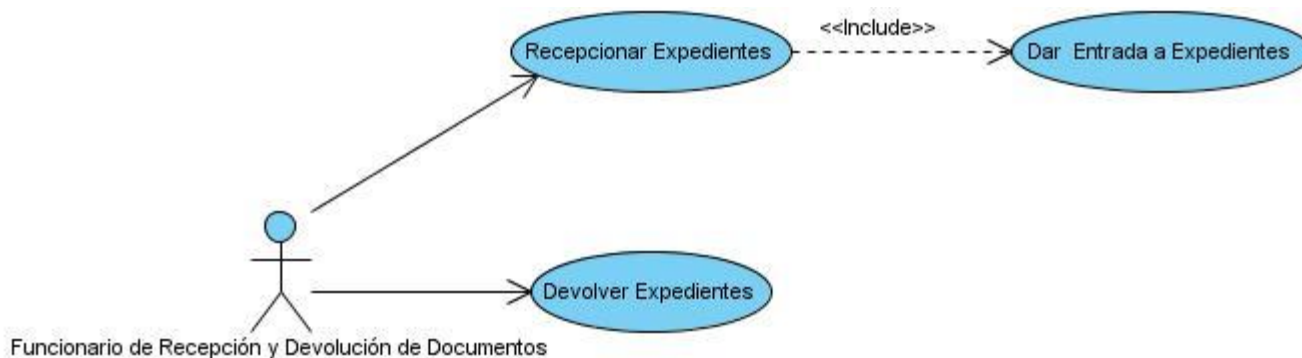 <<Include>>
Recepcionar Expedientes
Dar Entrada a Expedientes
Devolver Expedientes
Funcionario de Recepción y Devolución de Documentos